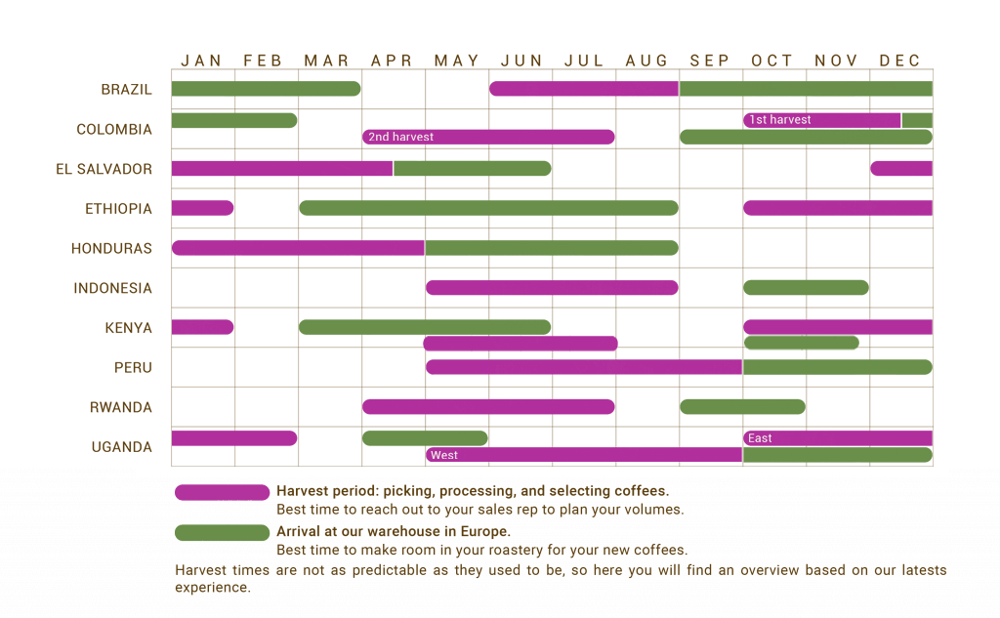 JAN FEB MAR APR MAY JUN JUL AUG SEP OCT NOV DEC
BRAZIL
COLOMBIA
1st harvest
2nd harvest
EL SALVADOR
ETHIOPIA
HONDURAS
INDONESIA
KENYA
PERU
RWANDA
UGANDA
East
West
Harvest period: picking, processing, and selecting coffees.
Best time to reach out to your sales rep to plan your volumes.
Arrival at our warehouse in Europe.
Best time to make room in your roastery for your new coffees.
Harvest times are not as predictable as they used to be, so here you will find an overview based on our latests
experience.